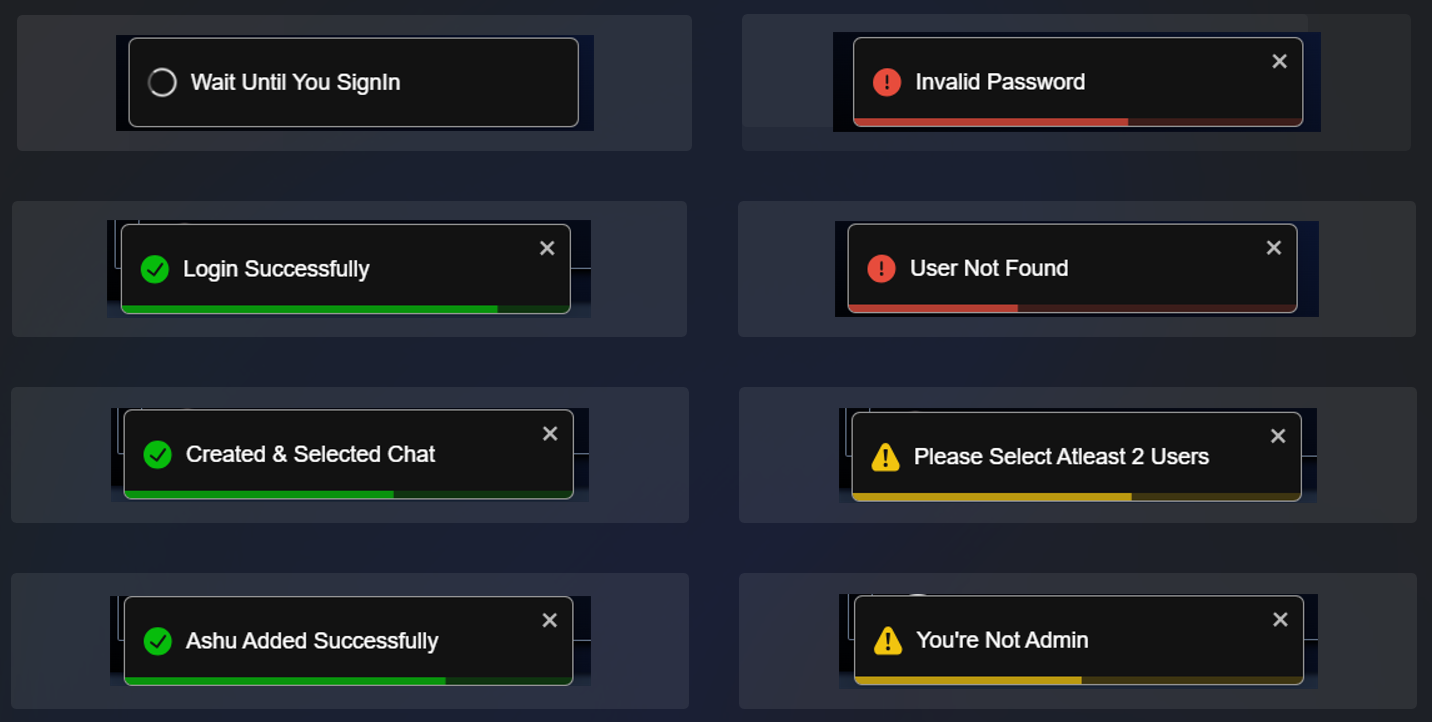 Wait Until You SignIn
Invalid Password
Login Successfully
User Not Found
Created & Selected Chat
Please Select Atleast 2 Users
Ashu Added Successfully
You're Not Admin